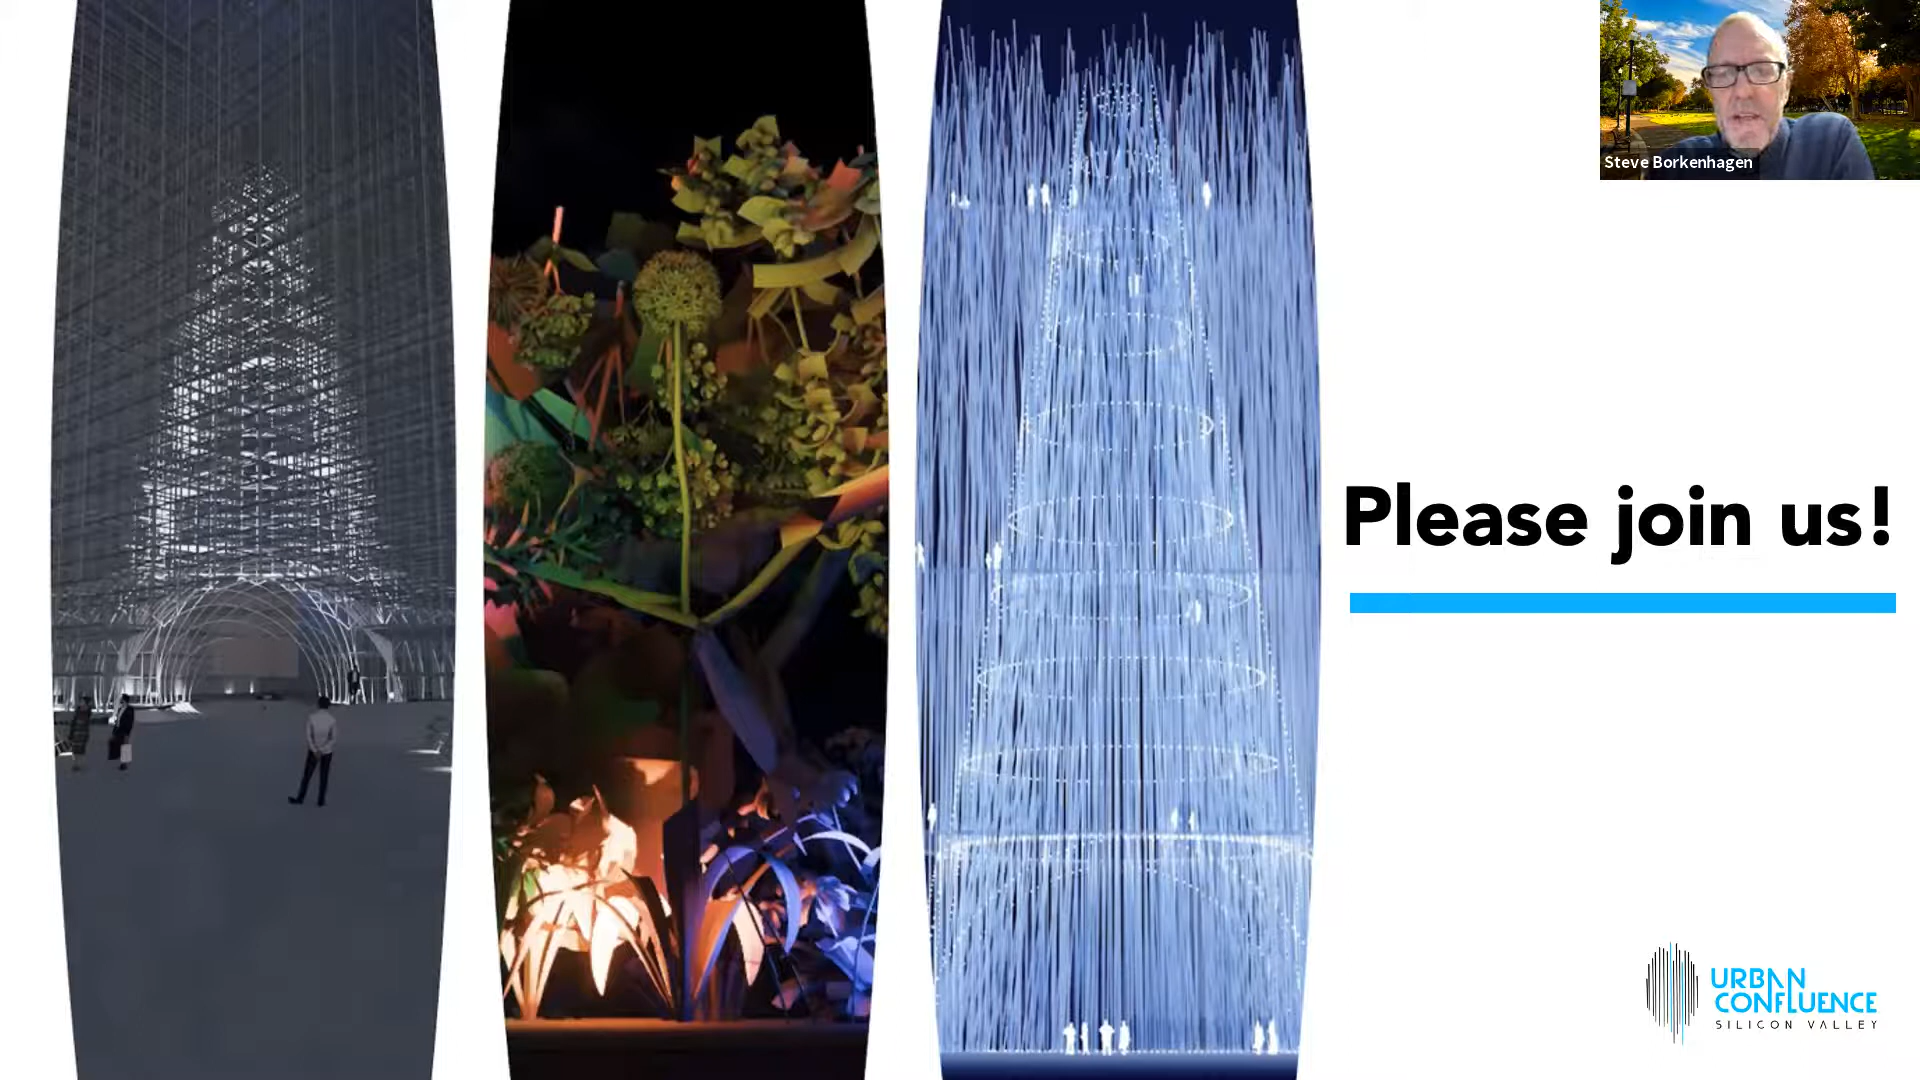 Steve Borkenhagen
Please join us!
URBAN
CONFLUENCE
SILICON VALLEY